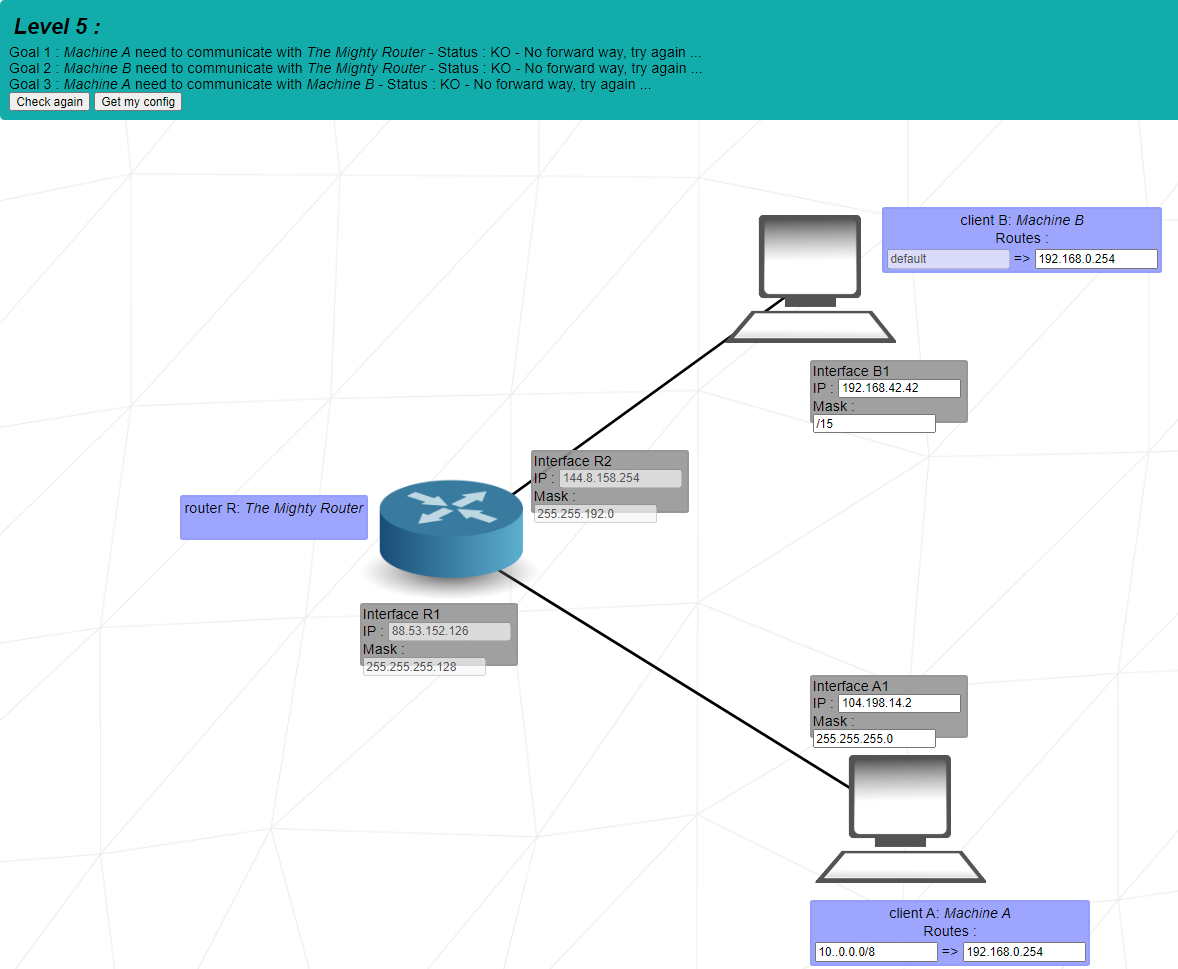 Level 5 :
Goal 1 : Machine A need to communicate with The Mighty Router - Status : KO - No forward way, try again ...
Goal 2 : Machine B need to communicate with The Mighty Router - Status : KO - No forward way, try again ...
Goal 3 : Machine A need to communicate with Machine B - Status : KO - No forward way, try again ...
Check again Get my config
client B: Machine B
Routes :
default => 192.168.0.254
Interface B1
IP : 192.168.42.42
Mask :
/15
Interface R2
IP : 144.8.158.254
Mask :
255.255.192.0
router R: The Mighty Router
Interface R1
IP : 88.53.152.126
Mask :
255.255.255.128
Interface A1
IP : 104.198.14.2
Mask :
255.255.255.0
client A: Machine A
Routes :
10..0.0.0/8 => 192.168.0.254